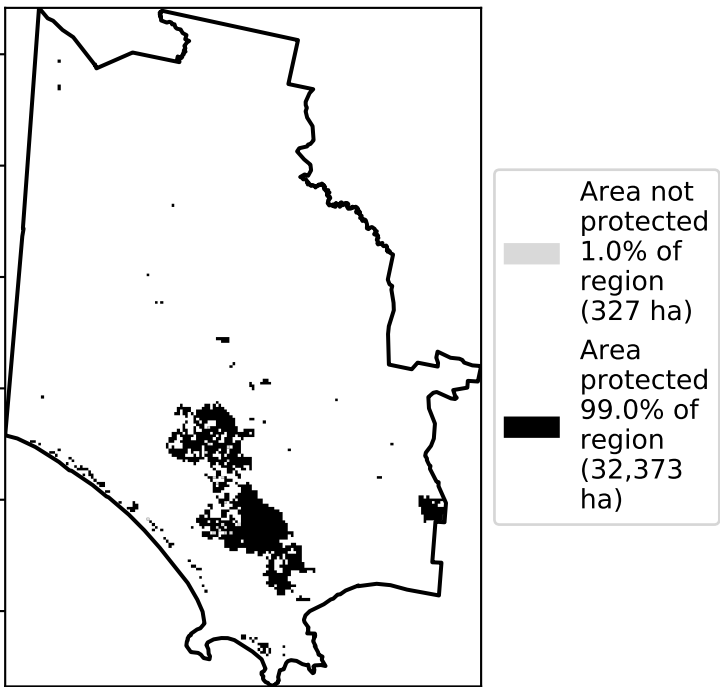 Area not
protected
1.0% of
region
(327 ha)
Area
protected
99.0% of
region
(32,373
ha)